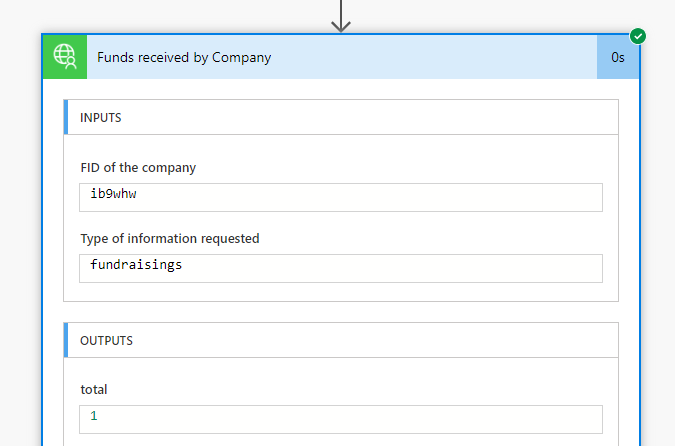 Funds received by Company 0s
INPUTS
FID of the company
ib9whw
Type of information requested
fundraisings
OUTPUTS
total
1